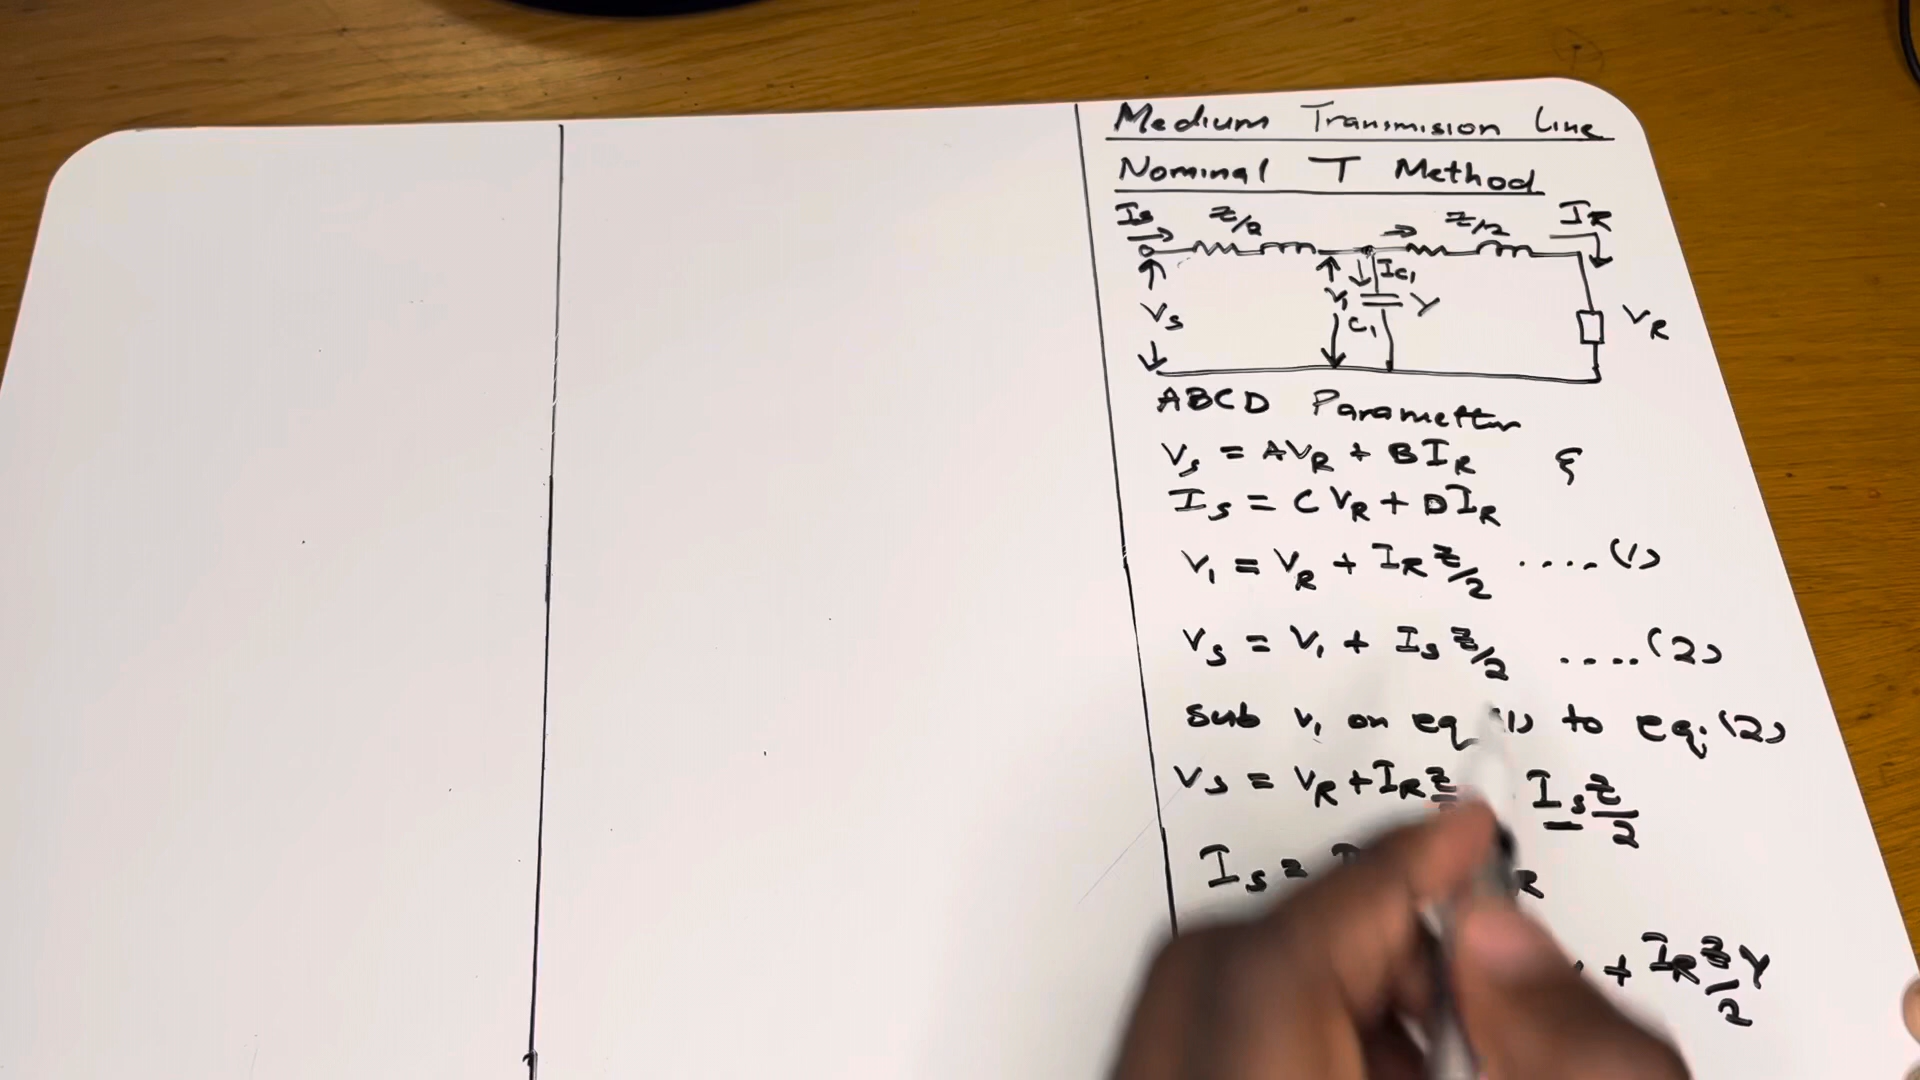 Medium Transmision Line
Nominal T Method
Is Z/2 Z/2 IR
Ic1
Vs V1 C1 Y VR
ABCD
Vs = AVR + BIR &
Is = CVR + DIR
V1 = VR + IR Z/2 ....(1)
Vs = V1 + Is Z/2 ....(2)
Sub V1 on eq (1) to eq. (2)
Vs = VR + IR Z Is Z/2
Is =
+ IR Z/2 Y